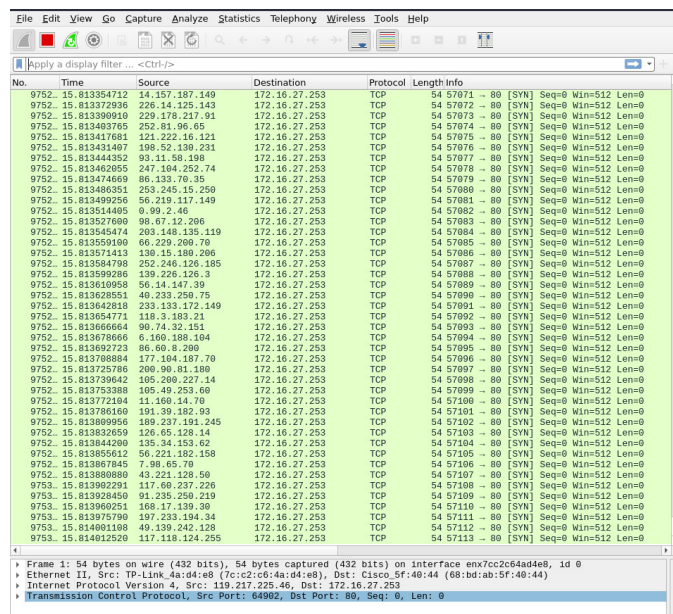 File Edit View Go Capture Analyze Statistics Telephony Wireless Tools Help
Apply a display filter ... <Ctrl-/>
No. Time Source Destination Protocol Length Info
9752… 15.813354712 14.157.187.149 172.16.27.253 TCP 54 57071 → 80 [SYN] Seq=0 Win=512 Len=0
9752… 15.813372936 226.14.125.143 172.16.27.253 TCP 54 57072 → 80 [SYN] Seq=0 Win=512 Len=0
9752… 15.813390910 229.178.217.91 172.16.27.253 TCP 54 57073 → 80 [SYN] Seq=0 Win=512 Len=0
9752… 15.813403765 252.81.96.65 172.16.27.253 TCP 54 57074 → 80 [SYN] Seq=0 Win=512 Len=0
9752… 15.813417681 121.222.16.121 172.16.27.253 TCP 54 57075 → 80 [SYN] Seq=0 Win=512 Len=0
9752… 15.813431407 198.52.130.231 172.16.27.253 TCP 54 57076 → 80 [SYN] Seq=0 Win=512 Len=0
9752… 15.813444352 93.11.58.198 172.16.27.253 TCP 54 57077 → 80 [SYN] Seq=0 Win=512 Len=0
9752… 15.813462055 247.104.252.74 172.16.27.253 TCP 54 57078 → 80 [SYN] Seq=0 Win=512 Len=0
9752… 15.813474669 86.133.70.35 172.16.27.253 TCP 54 57079 → 80 [SYN] Seq=0 Win=512 Len=0
9752… 15.813486351 253.245.15.250 172.16.27.253 TCP 54 57080 → 80 [SYN] Seq=0 Win=512 Len=0
9752… 15.813499256 56.219.117.149 172.16.27.253 TCP 54 57081 → 80 [SYN] Seq=0 Win=512 Len=0
9752… 15.813514405 0.99.2.46 172.16.27.253 TCP 54 57082 → 80 [SYN] Seq=0 Win=512 Len=0
9752… 15.813527600 98.67.12.206 172.16.27.253 TCP 54 57083 → 80 [SYN] Seq=0 Win=512 Len=0
9752… 15.813545474 203.148.135.119 172.16.27.253 TCP 54 57084 → 80 [SYN] Seq=0 Win=512 Len=0
9752… 15.813559100 66.229.200.70 172.16.27.253 TCP 54 57085 → 80 [SYN] Seq=0 Win=512 Len=0
9752… 15.813571413 130.15.180.206 172.16.27.253 TCP 54 57086 → 80 [SYN] Seq=0 Win=512 Len=0
9752… 15.813584798 252.246.126.185 172.16.27.253 TCP 54 57087 → 80 [SYN] Seq=0 Win=512 Len=0
9752… 15.813599286 139.226.126.3 172.16.27.253 TCP 54 57088 → 80 [SYN] Seq=0 Win=512 Len=0
9752… 15.813610958 56.14.147.39 172.16.27.253 TCP 54 57089 → 80 [SYN] Seq=0 Win=512 Len=0
9752… 15.813628551 40.233.250.75 172.16.27.253 TCP 54 57090 → 80 [SYN] Seq=0 Win=512 Len=0
9752… 15.813642818 233.133.172.149 172.16.27.253 TCP 54 57091 → 80 [SYN] Seq=0 Win=512 Len=0
9752… 15.813654771 118.3.183.21 172.16.27.253 TCP 54 57092 → 80 [SYN] Seq=0 Win=512 Len=0
9752… 15.813666664 90.74.32.151 172.16.27.253 TCP 54 57093 → 80 [SYN] Seq=0 Win=512 Len=0
9752… 15.813678666 6.160.188.104 172.16.27.253 TCP 54 57094 → 80 [SYN] Seq=0 Win=512 Len=0
9752… 15.813692723 86.60.8.200 172.16.27.253 TCP 54 57095 → 80 [SYN] Seq=0 Win=512 Len=0
9752… 15.813708884 177.104.187.70 172.16.27.253 TCP 54 57096 → 80 [SYN] Seq=0 Win=512 Len=0
9752… 15.813725786 200.90.81.180 172.16.27.253 TCP 54 57097 → 80 [SYN] Seq=0 Win=512 Len=0
9752… 15.813739642 105.200.227.14 172.16.27.253 TCP 54 57098 → 80 [SYN] Seq=0 Win=512 Len=0
9752… 15.813753388 105.49.253.60 172.16.27.253 TCP 54 57099 → 80 [SYN] Seq=0 Win=512 Len=0
9752… 15.813772104 11.160.14.70 172.16.27.253 TCP 54 57100 → 80 [SYN] Seq=0 Win=512 Len=0
9752… 15.813786160 191.39.182.93 172.16.27.253 TCP 54 57101 → 80 [SYN] Seq=0 Win=512 Len=0
9752… 15.813809956 189.237.191.245 172.16.27.253 TCP 54 57102 → 80 [SYN] Seq=0 Win=512 Len=0
9752… 15.813832659 126.65.128.14 172.16.27.253 TCP 54 57103 → 80 [SYN] Seq=0 Win=512 Len=0
9752… 15.813844200 135.34.153.62 172.16.27.253 TCP 54 57104 → 80 [SYN] Seq=0 Win=512 Len=0
9752… 15.813855612 56.221.182.158 172.16.27.253 TCP 54 57105 → 80 [SYN] Seq=0 Win=512 Len=0
9752… 15.813867845 7.98.65.70 172.16.27.253 TCP 54 57106 → 80 [SYN] Seq=0 Win=512 Len=0
9752… 15.813880880 43.221.128.50 172.16.27.253 TCP 54 57107 → 80 [SYN] Seq=0 Win=512 Len=0
9753… 15.813902291 117.60.237.226 172.16.27.253 TCP 54 57108 → 80 [SYN] Seq=0 Win=512 Len=0
9753… 15.813928450 91.235.250.219 172.16.27.253 TCP 54 57109 → 80 [SYN] Seq=0 Win=512 Len=0
9753… 15.813960251 168.17.139.30 172.16.27.253 TCP 54 57110 → 80 [SYN] Seq=0 Win=512 Len=0
9753… 15.813975790 197.233.194.34 172.16.27.253 TCP 54 57111 → 80 [SYN] Seq=0 Win=512 Len=0
9753… 15.814001108 49.139.242.128 172.16.27.253 TCP 54 57112 → 80 [SYN] Seq=0 Win=512 Len=0
9753… 15.814012520 117.118.124.255 172.16.27.253 TCP 54 57113 → 80 [SYN] Seq=0 Win=512 Len=0
Frame 1: 54 bytes on wire (432 bits), 54 bytes captured (432 bits) on interface enx7cc2c64ad4e8, id 0
Ethernet II, Src: TP-Link_4a:d4:e8 (7c:c2:c6:4a:d4:e8), Dst: Cisco_5f:40:44 (68:bd:ab:5f:40:44)
Internet Protocol Version 4, Src: 119.217.225.46, Dst: 172.16.27.253
Transmission Control Protocol, Src Port: 64902, Dst Port: 80, Seq: 0, Len: 0